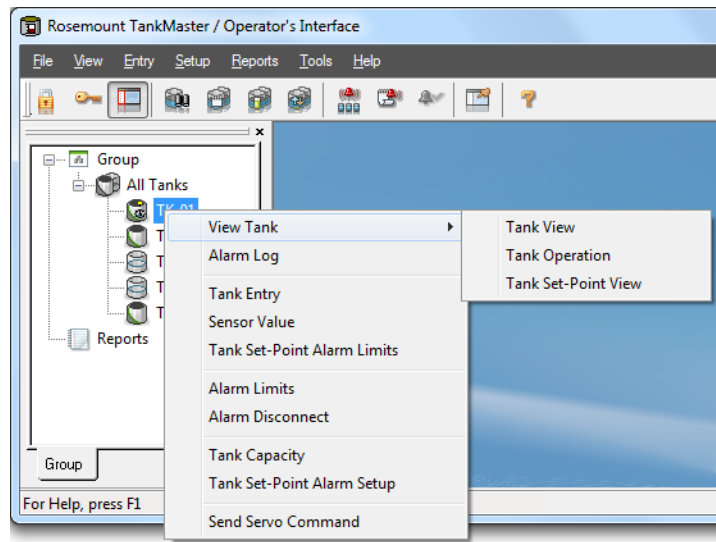 Rosemount TankMaster / Operator's Interface
File View Entry Setup Reports Tools Help
Group
All Tanks
TK-01
T
T
T
T
Reports
Group
For Help, press F1
View Tank
Alarm Log
Tank Entry
Sensor Value
Tank Set-Point Alarm Limits
Alarm Limits
Alarm Disconnect
Tank Capacity
Tank Set-Point Alarm Setup
Send Servo Command
Tank View
Tank Operation
Tank Set-Point View